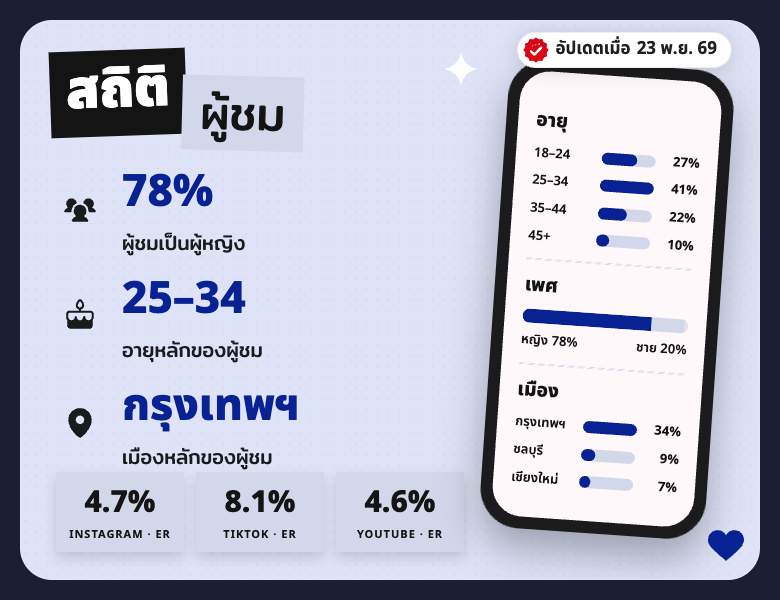 สถิติ
ผู้ชม
78%
ผู้ชมเป็นผู้หญิง
25–34
อายุหลักของผู้ชม
กรุงเทพฯ
เมืองหลักของผู้ชม
4.7%
INSTAGRAM · ER
8.1%
TIKTOK · ER
4.6%
YOUTUBE · ER
อัปเดตเมื่อ 23 พ.ย. 69
อายุ
18–24 27%
25–34 41%
35–44 22%
45+ 10%
เพศ
หญิง 78% ชาย 20%
เมือง
กรุงเทพฯ 34%
ชลบุรี 9%
เชียงใหม่ 7%